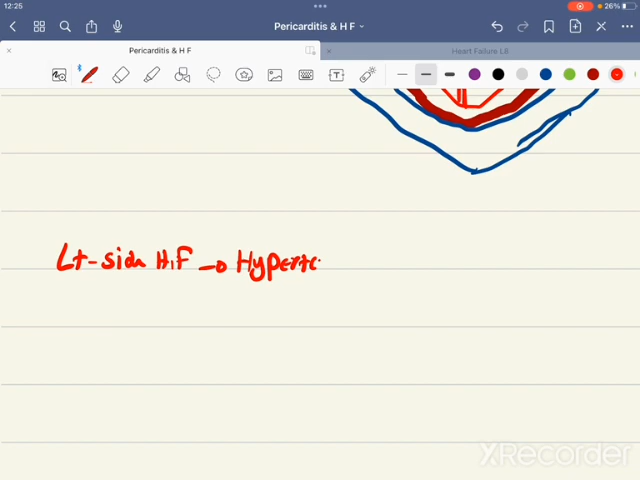 12:25
26%
Pericarditis & H F
Pericarditis & H F
Heart Failure L8
Lt-side H.F → Hyperte
XRecorder